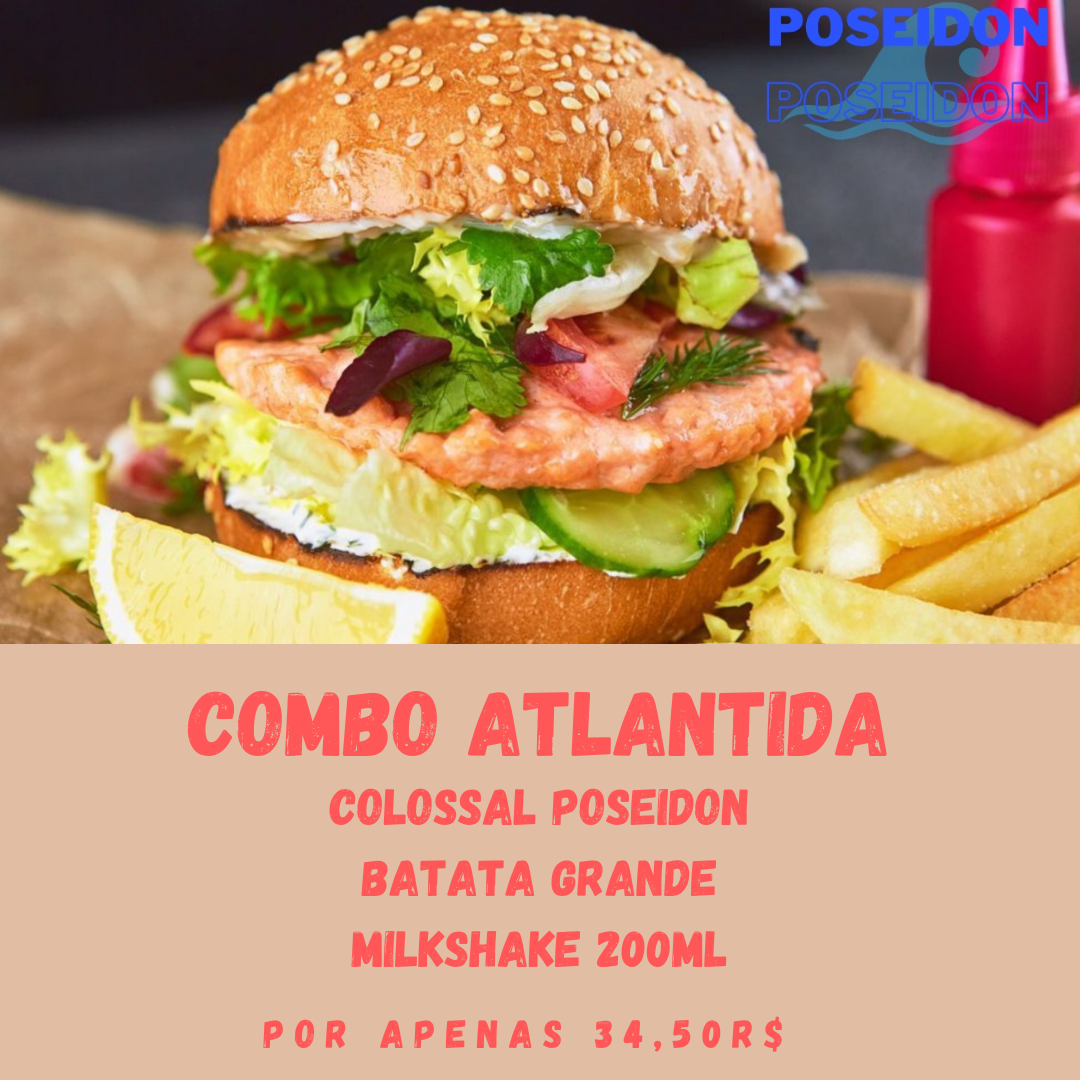 POSEIDON
POSEIDON
COMBO ATLANTIDA
COLOSSAL POSEIDON
BATATA GRANDE
MILKSHAKE 200ML
POR APENAS 34,50R$